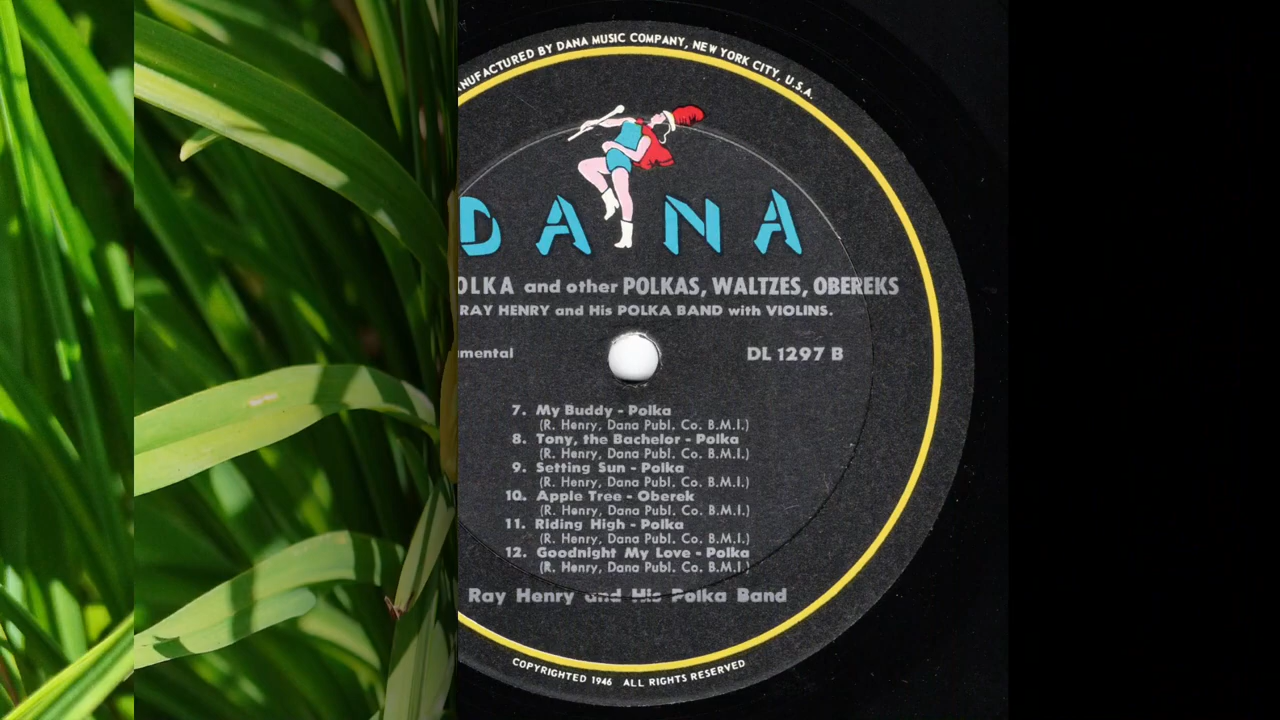 NUFACTURED BY DANA MUSIC COMPANY, NEW YORK CITY, U.S.A.
DANA
OLKA and other POLKAS, WALTZES, OBEREKS
RAY HENRY and His POLKA BAND with VIOLINS.
mental DL 1297 B
7. My Buddy - Polka
(R. Henry, Dana Publ. Co. B.M.I.)
8. Tony, the Bachelor - Polka
(R. Henry, Dana Publ. Co. B.M.I.)
9. Setting Sun - Polka
(R. Henry, Dana Publ. Co. B.M.I.)
10. Apple Tree - Oberek
(R. Henry, Dana Publ. Co. B.M.I.)
11. Riding High - Polka
(R. Henry, Dana Publ. Co. B.M.I.)
12. Goodnight My Love - Polka
(R. Henry, Dana Publ. Co. B.M.I.)
Ray Henry and His Polka Band
COPYRIGHTED 1946 ALL RIGHTS RESERVED